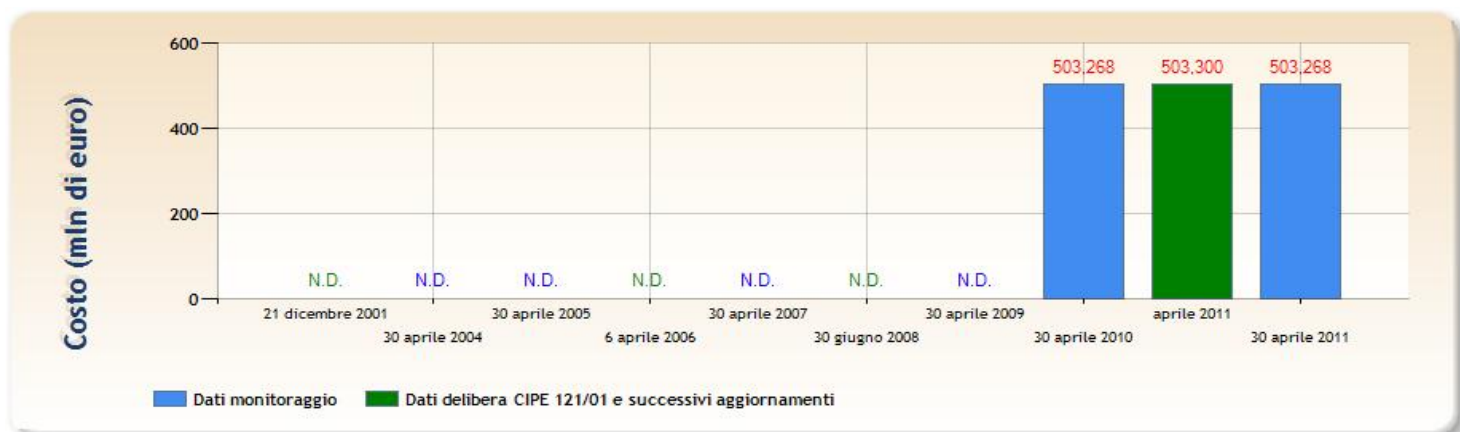 Costo (mln di euro)
600
400
200
0
503,268 503,300 503,268
N.D. N.D. N.D. N.D. N.D. N.D. N.D.
21 dicembre 2001 30 aprile 2005 30 aprile 2007 30 aprile 2009 aprile 2011
30 aprile 2004 6 aprile 2006 30 giugno 2008 30 aprile 2010 30 aprile 2011
Dati monitoraggio Dati delibera CIPE 121/01 e successivi aggiornamenti